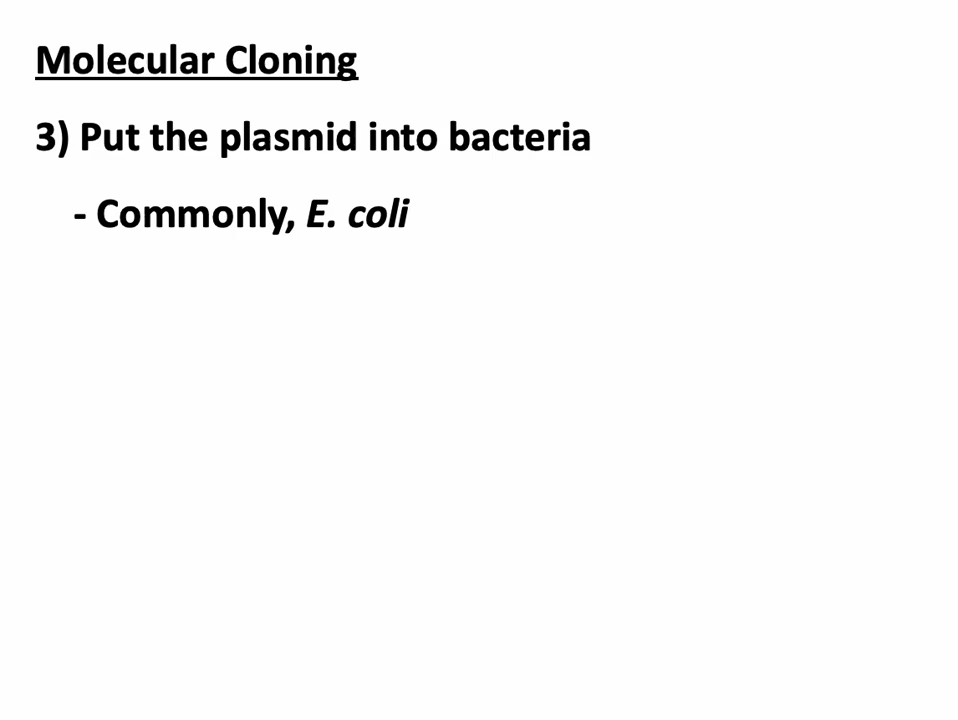 Molecular Cloning
3) Put the plasmid into bacteria
- Commonly, E. coli